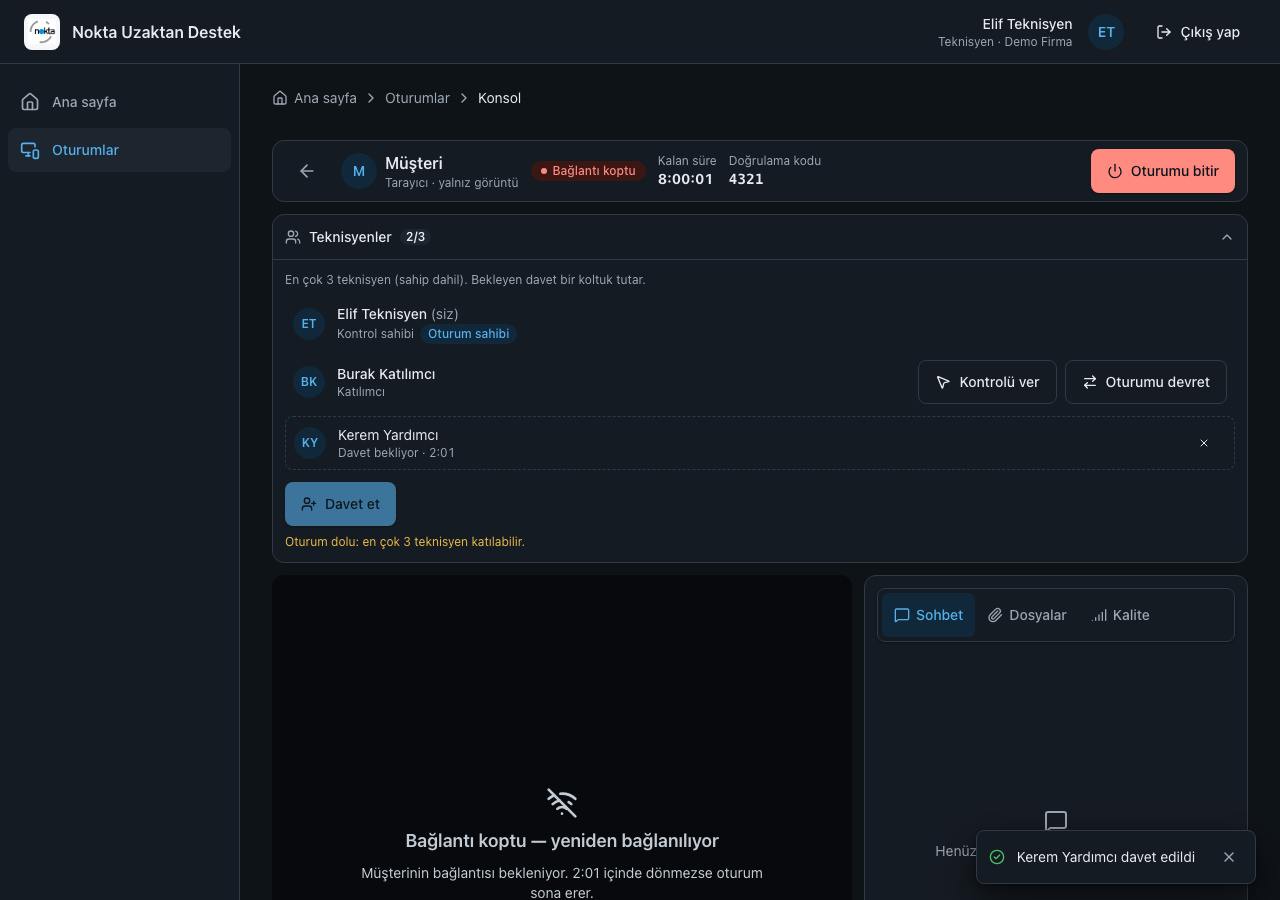 nokta
Nokta Uzaktan Destek
Elif Teknisyen
Teknisyen · Demo Firma
ET
Çıkış yap
Ana sayfa
Oturumlar
Ana sayfa
Oturumlar
Konsol
M
Müşteri
Tarayıcı · yalnız görüntü
Bağlantı koptu
Kalan süre
8:00:01
Doğrulama kodu
4321
Oturumu bitir
Teknisyenler 2/3
En çok 3 teknisyen (sahip dahil). Bekleyen davet bir koltuk tutar.
ET
Elif Teknisyen (siz)
Kontrol sahibi Oturum sahibi
BK
Burak Katılımcı
Katılımcı
Kontrolü ver
Oturumu devret
KY
Kerem Yardımcı
Davet bekliyor · 2:01
Davet et
Oturum dolu: en çok 3 teknisyen katılabilir.
Bağlantı koptu — yeniden bağlanılıyor
Müşterinin bağlantısı bekleniyor. 2:01 içinde dönmezse oturum
sona erer.
Sohbet
Dosyalar
Kalite
Henüz
Kerem Yardımcı davet edildi